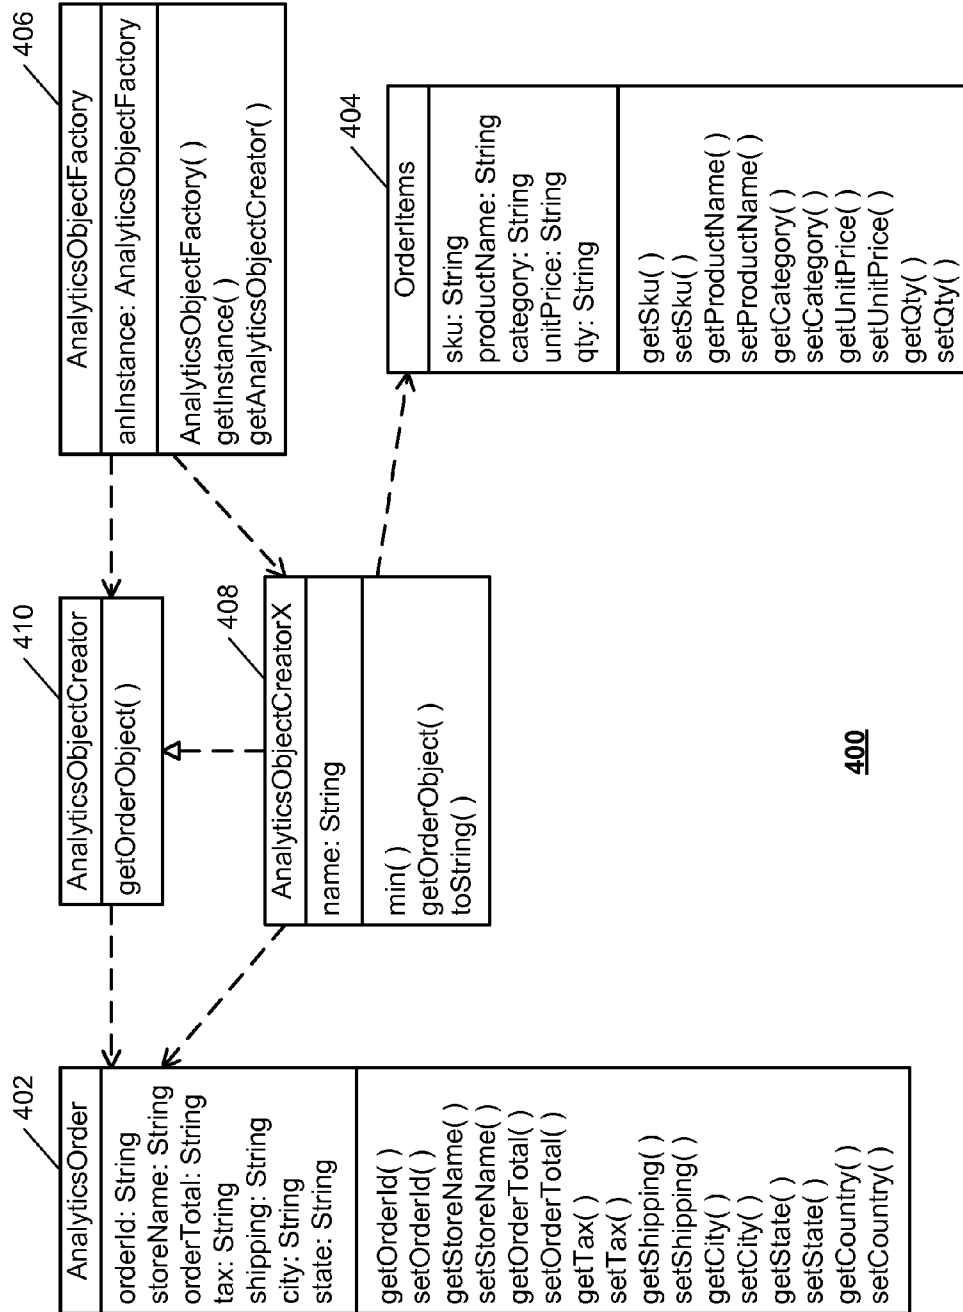 402
AnalyticsOrder
orderId: String
storeName: String
orderTotal: String
tax: String
shipping: String
city: String
state: String
getOrderId( )
setOrderId( )
getStoreName( )
setStoreName( )
getOrderTotal( )
setOrderTotal( )
getTax( )
setTax( )
getShipping( )
setShipping( )
getCity( )
setCity( )
getState( )
setState( )
getCountry( )
setCountry( )
410
AnalyticsObjectCreator
getOrderObject( )
408
AnalyticsObjectCreatorX
name: String
min( )
getOrderObject( )
toString( )
406
AnalyticsObjectFactory
anInstance: AnalyticsObjectFactory
AnalyticsObjectFactory( )
getInstance( )
getAnalyticsObjectCreator( )
404
OrderItems
sku: String
productName: String
category: String
unitPrice: String
qty: String
getSku( )
setSku( )
getProductName( )
setProductName( )
getCategory( )
setCategory( )
getUnitPrice( )
setUnitPrice( )
getQty( )
setQty( )
400